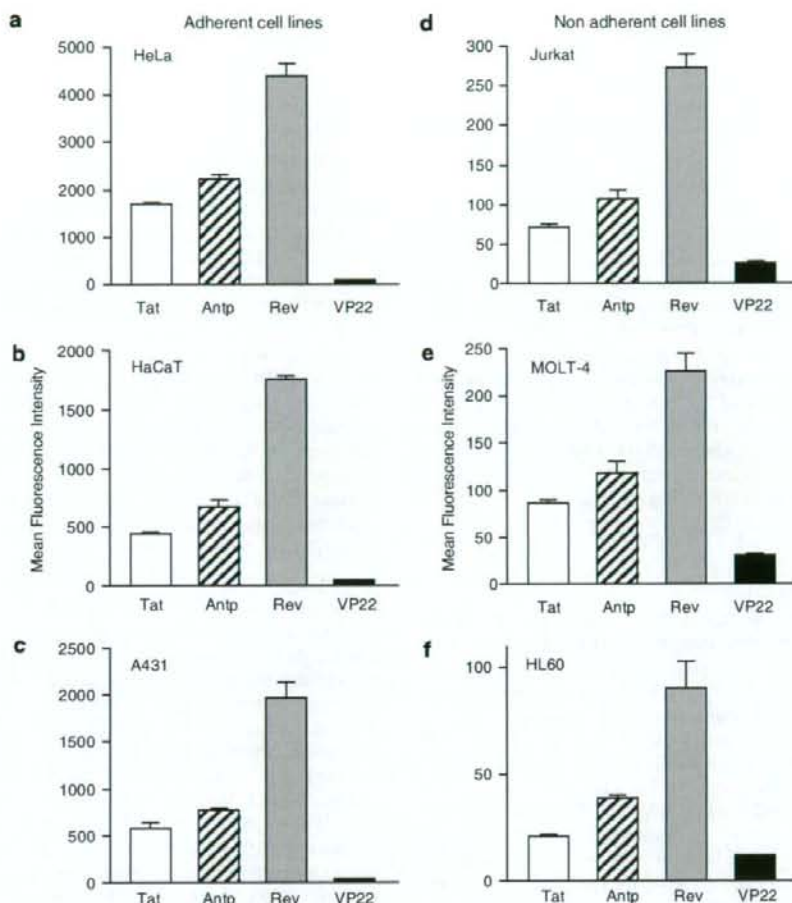 a
Adherent cell lines
HeLa
5000
4000
3000
2000
1000
0
Tat Antp Rev VP22
b
HaCaT
2000
1500
1000
500
0
Mean Fluorescence Intensity
Tat Antp Rev VP22
c
A431
2500
2000
1500
1000
500
0
Tat Antp Rev VP22
d
Non adherent cell lines
Jurkat
300
250
200
150
100
50
0
Tat Antp Rev VP22
e
MOLT-4
250
200
150
100
50
0
Mean Fluorescence Intensity
Tat Antp Rev VP22
f
HL60
100
50
0
Tat Antp Rev VP22